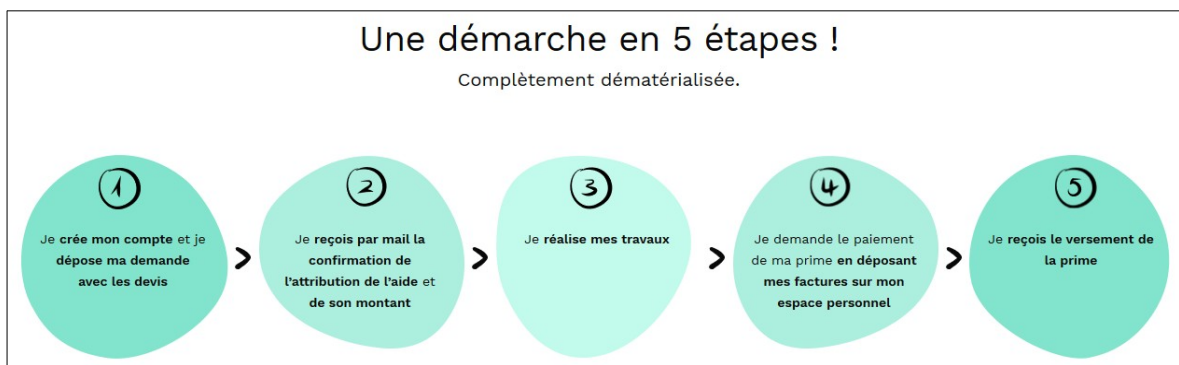 Une démarche en 5 étapes !
Complètement dématérialisée.
1
Je crée mon compte et je
dépose ma demande
avec les devis
>
2
Je reçois par mail la
confirmation de
l'attribution de l'aide et
de son montant
>
3
Je réalise mes travaux
>
4
Je demande le paiement
de ma prime en déposant
mes factures sur mon
espace personnel
>
5
Je reçois le versement de
la prime